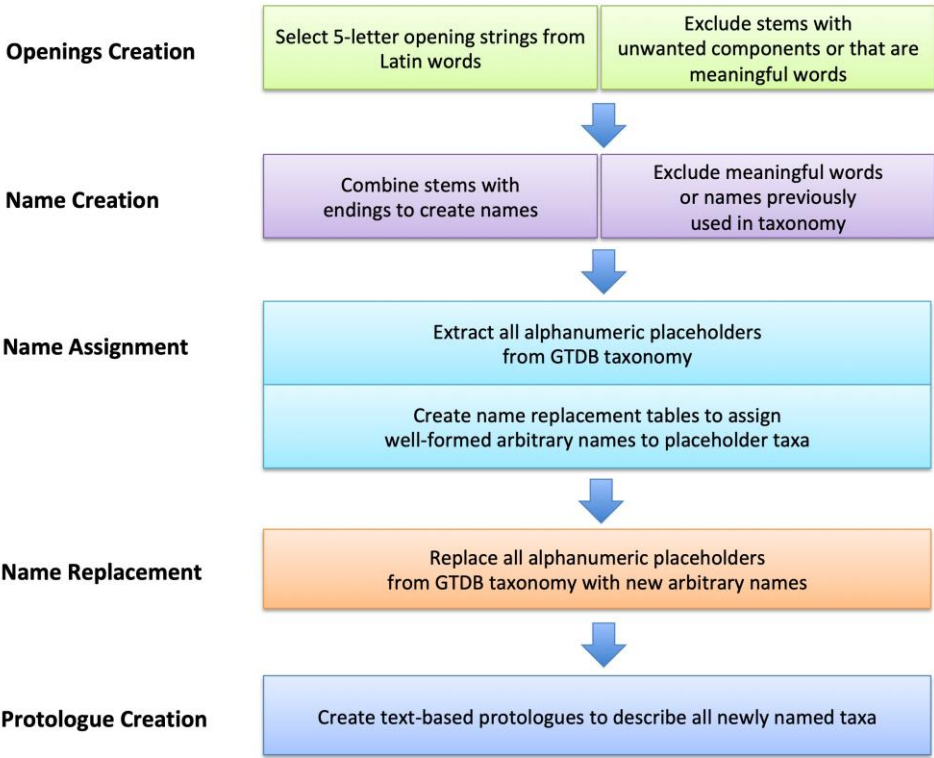 Openings Creation
Select 5-letter opening strings from
Latin words
Exclude stems with
unwanted components or that are
meaningful words
Name Creation
Combine stems with
endings to create names
Exclude meaningful words
or names previously
used in taxonomy
Name Assignment
Extract all alphanumeric placeholders
from GTDB taxonomy
Create name replacement tables to assign
well-formed arbitrary names to placeholder taxa
Name Replacement
Replace all alphanumeric placeholders
from GTDB taxonomy with new arbitrary names
Protologue Creation
Create text-based protologues to describe all newly named taxa